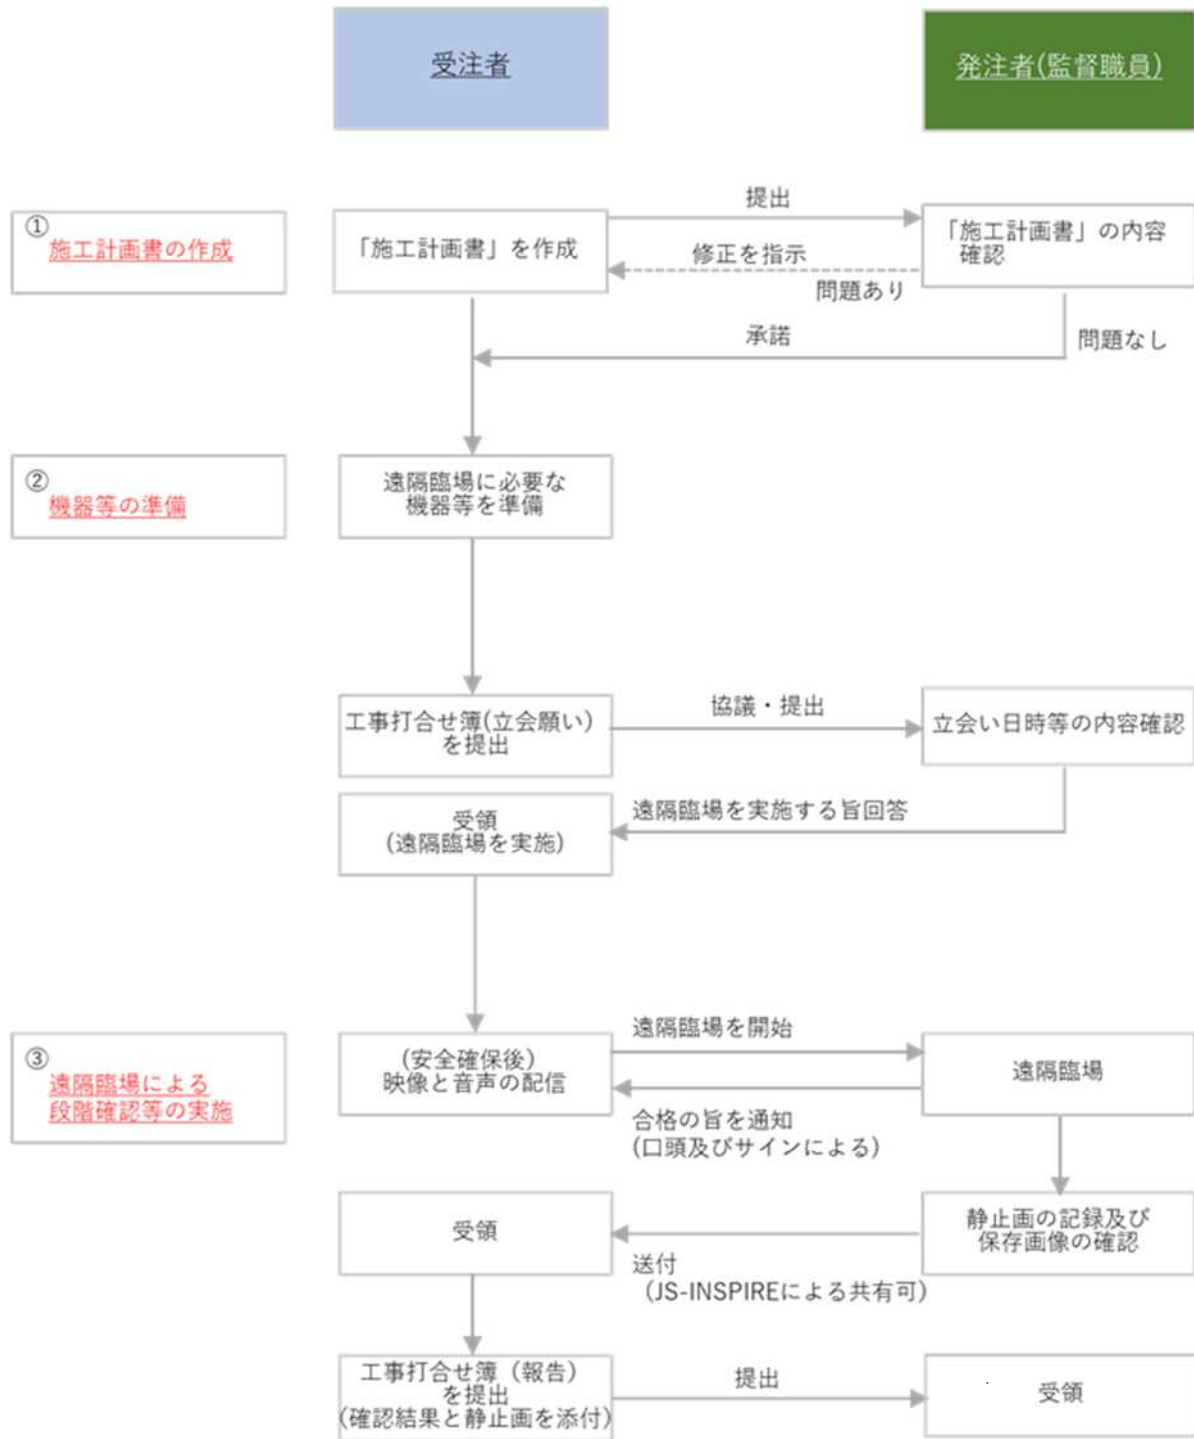 受注者
発注者(監督職員)
①
施工計画書の作成
「施工計画書」を作成
提出
修正を指示
問題あり
「施工計画書」の内容
確認
承諾
問題なし
②
機器等の準備
遠隔臨場に必要な
機器等を準備
工事打合せ簿(立会願い)
を提出
協議・提出
立会い日時等の内容確認
受領
(遠隔臨場を実施)
遠隔臨場を実施する旨回答
③
遠隔臨場による
段階確認等の実施
(安全確保後)
映像と音声の配信
遠隔臨場を開始
合格の旨を通知
(口頭及びサインによる)
遠隔臨場
受領
送付
(JS-INSPIREによる共有可)
静止画の記録及び
保存画像の確認
工事打合せ簿（報告）
を提出
(確認結果と静止画を添付)
提出
受領